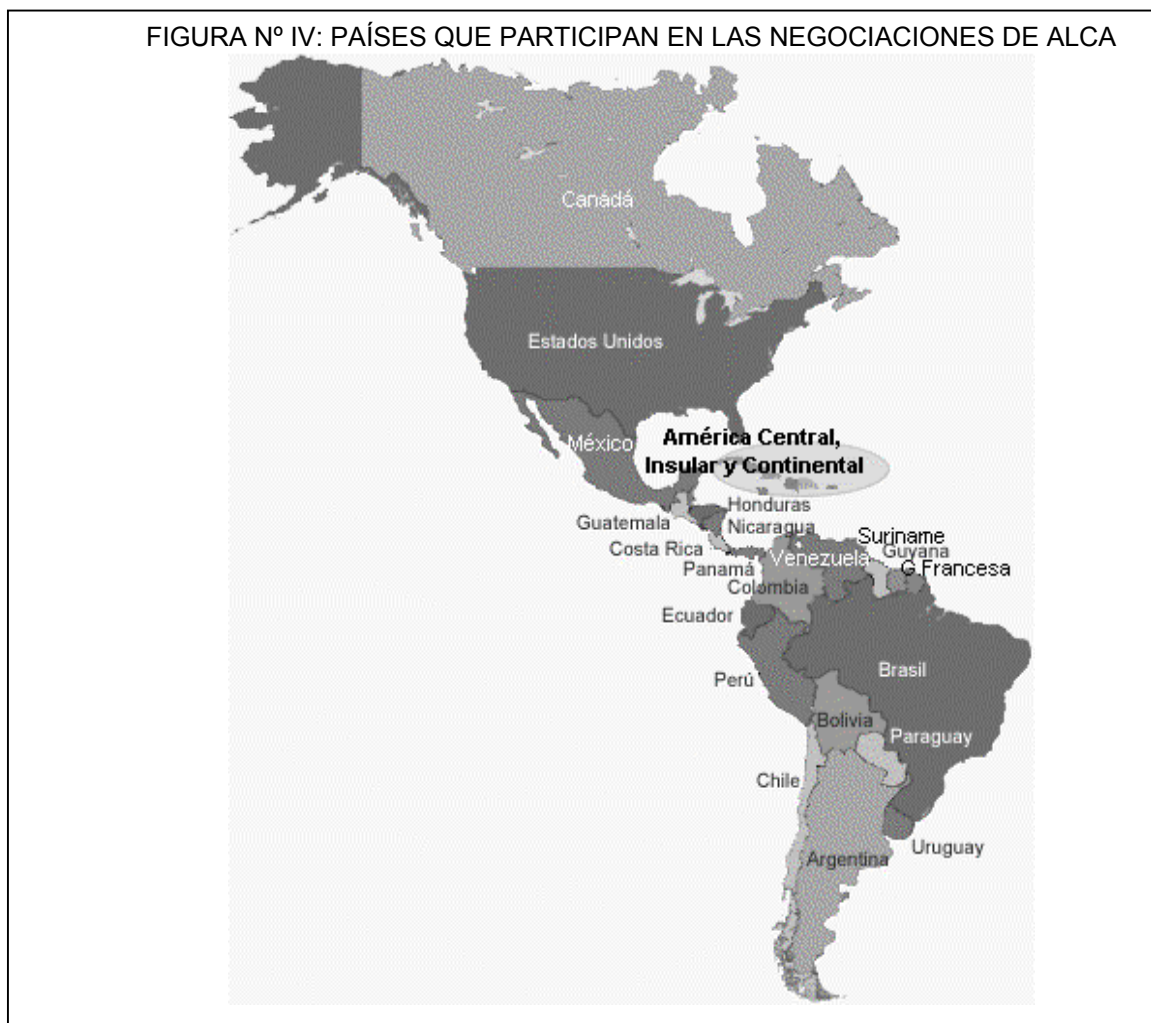 FIGURA Nº IV: PAÍSES QUE PARTICIPAN EN LAS NEGOCIACIONES DE ALCA
Canádá
Estados Unidos
México
América Central,
Insular y Continental
Honduras
Guatemala
Nicaragua
Costa Rica
Suriname
Venezuela
Guyana
Panamá
G.Francesa
Colombia
Ecuador
Brasil
Perú
Bolivia
Paraguay
Chile
Uruguay
Argentina